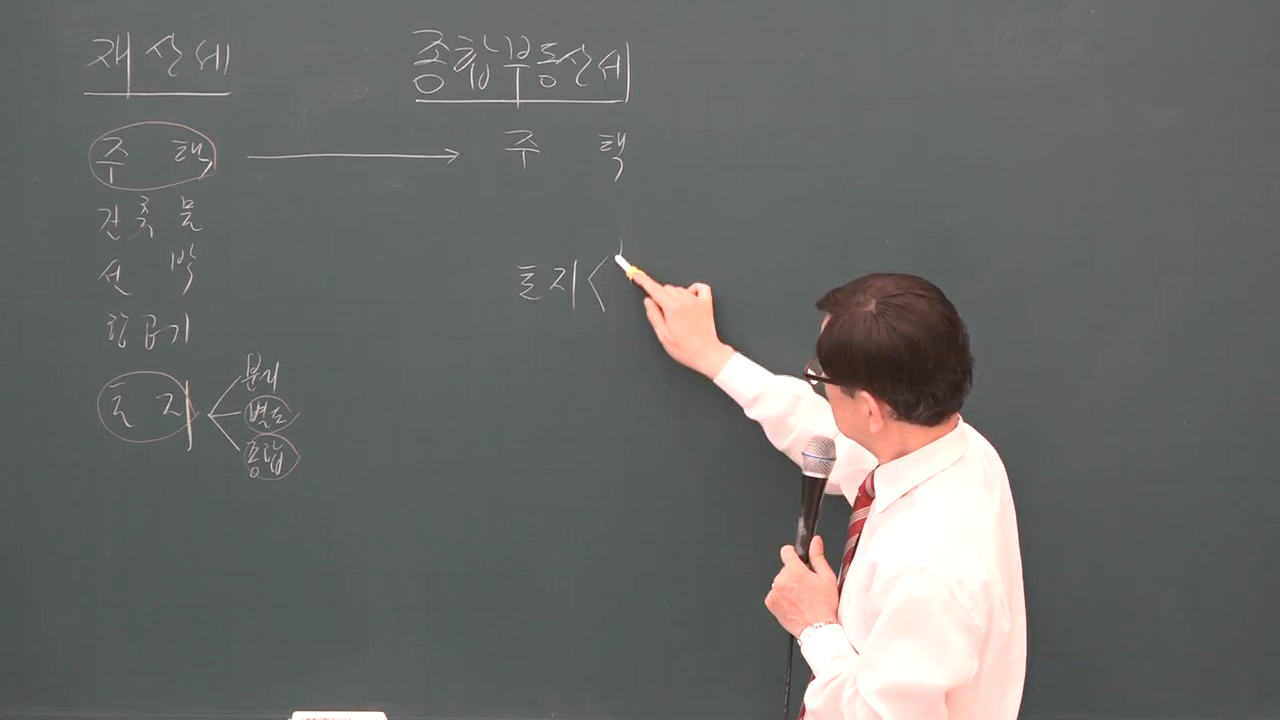 재산세
종합부동산세
주 택
주 택
건축물
선 박
항공기
토 지
분리
별도
종합
토지